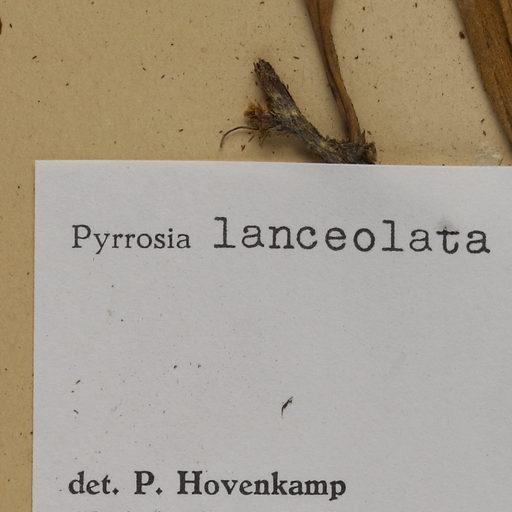 Pyrrosia lanceolata
det. P. Hovenkamp